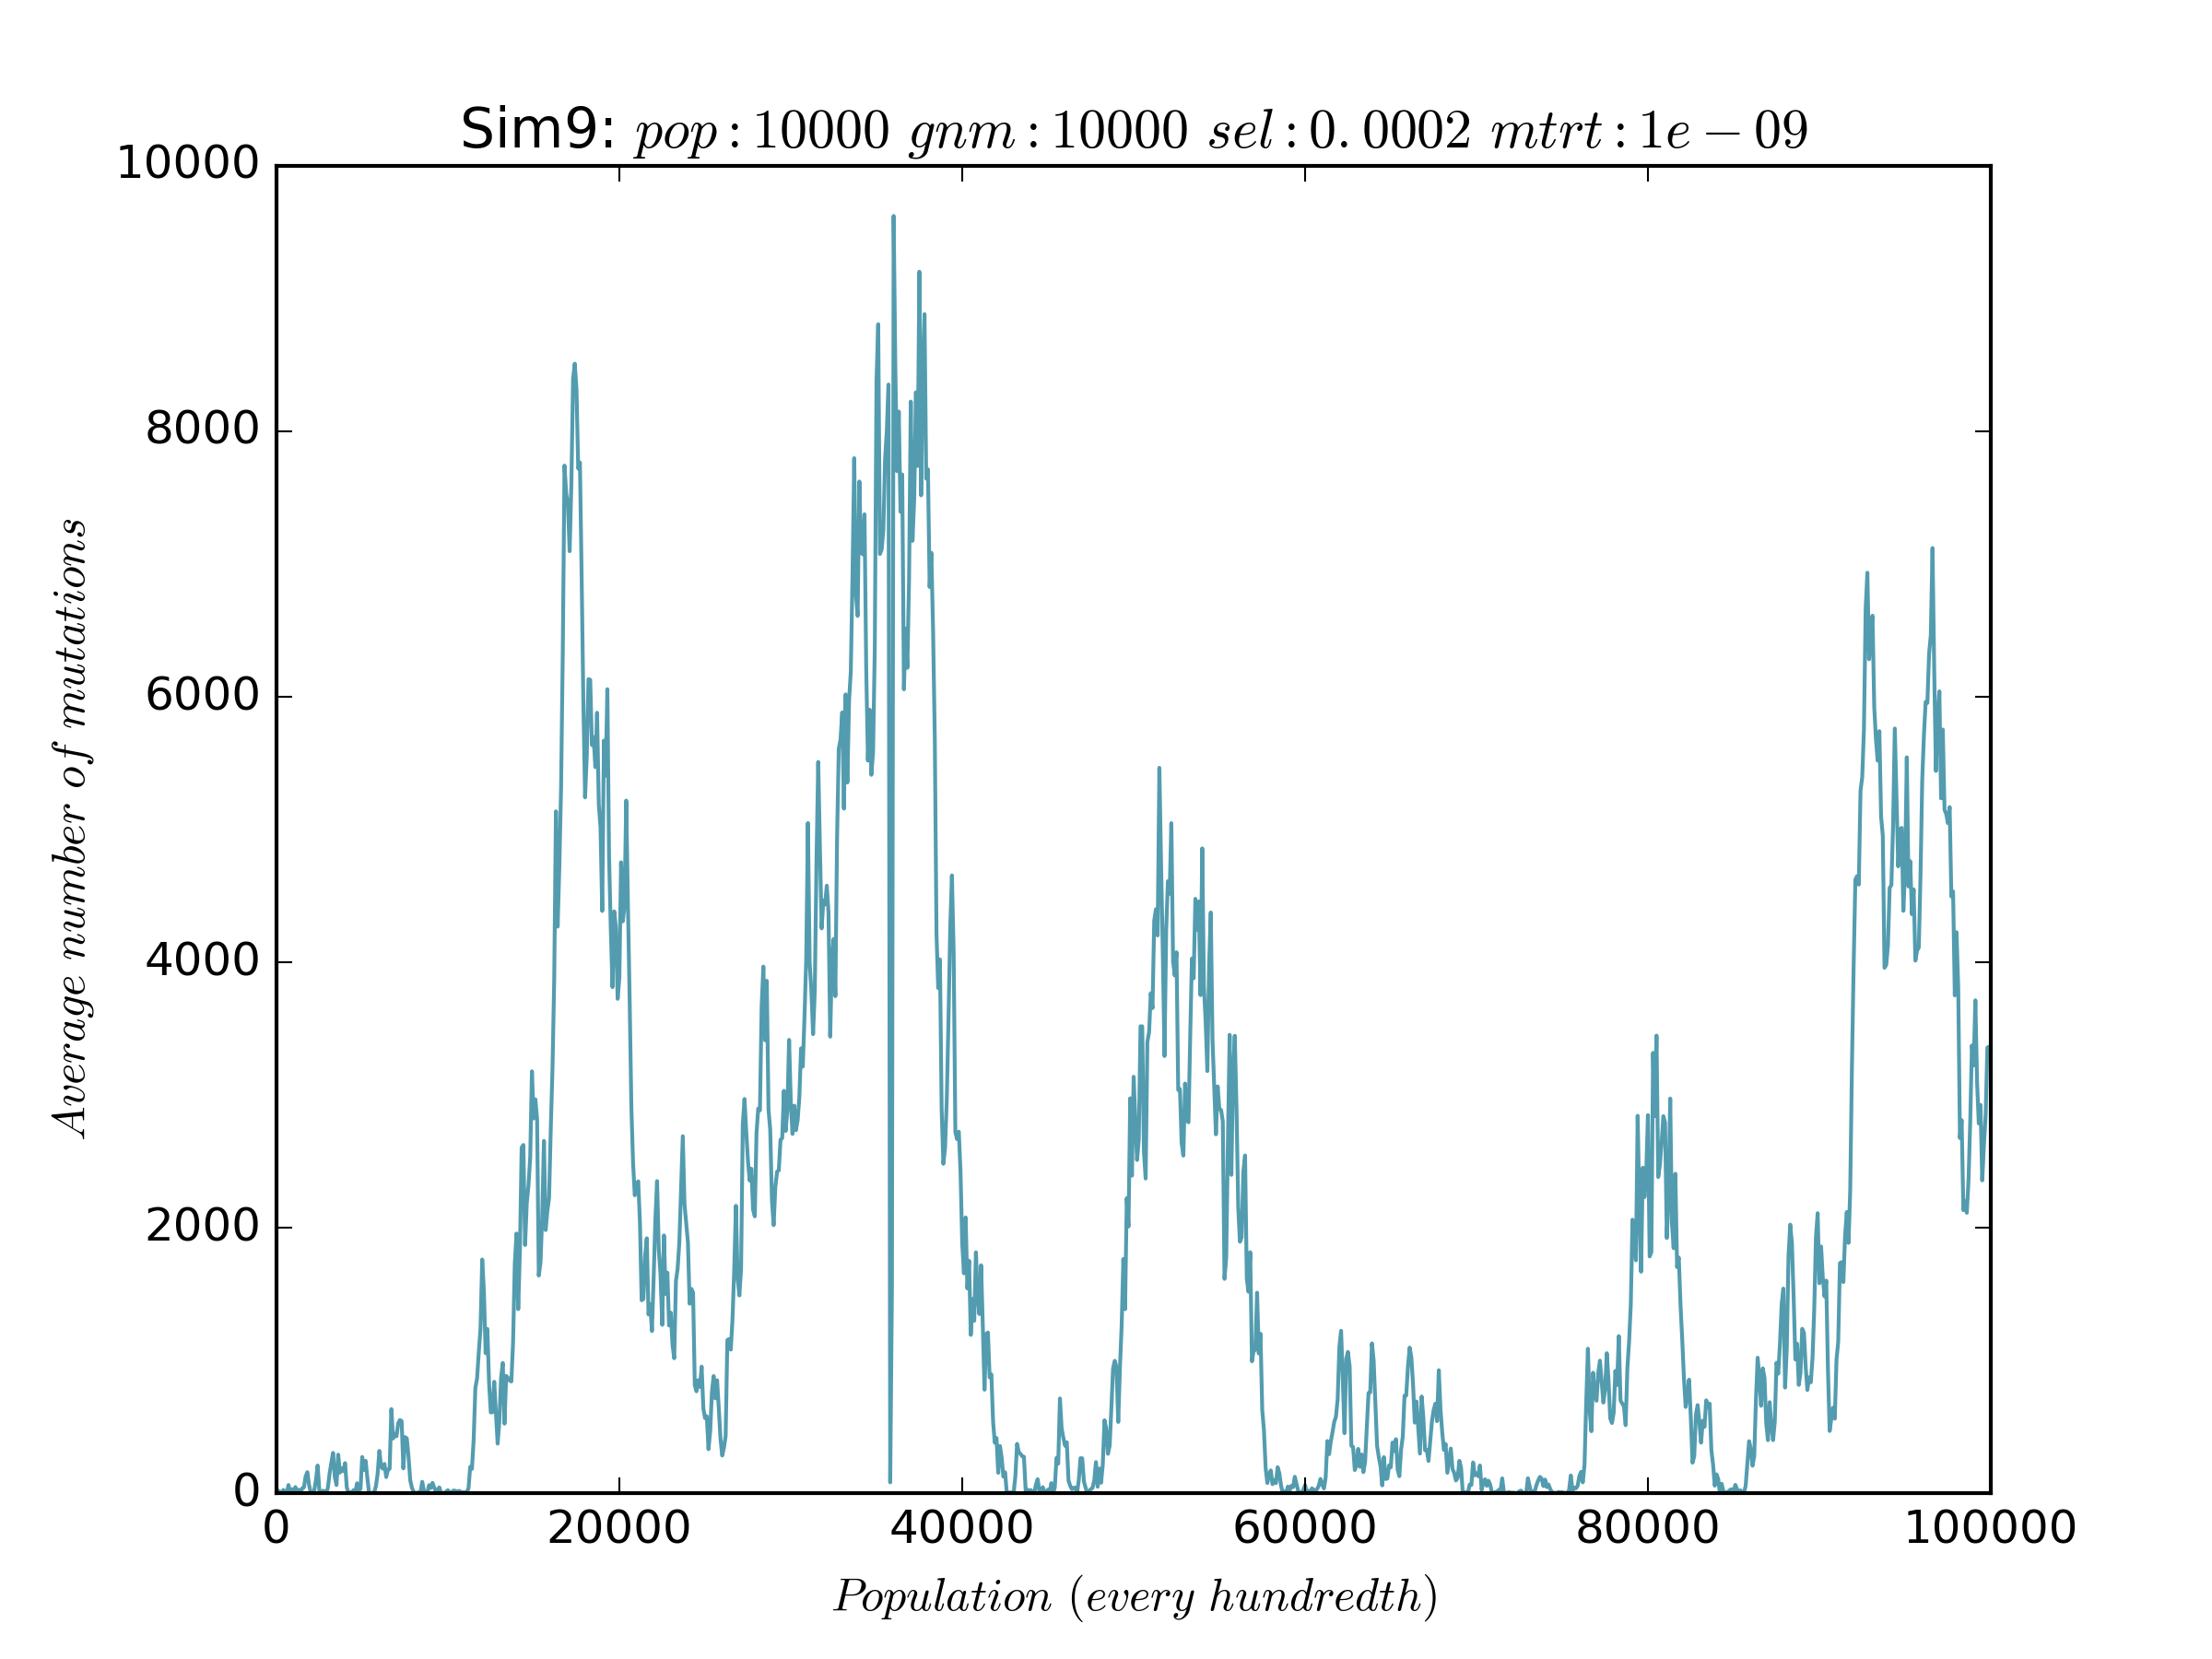 Sim9: pop : 10000 gnm : 10000 sel : 0.0002 mtrt : 1e − 09
10000
8000
6000
4000
2000
0
Average number of mutations
0 20000 40000 60000 80000 100000
Population (every hundredth)